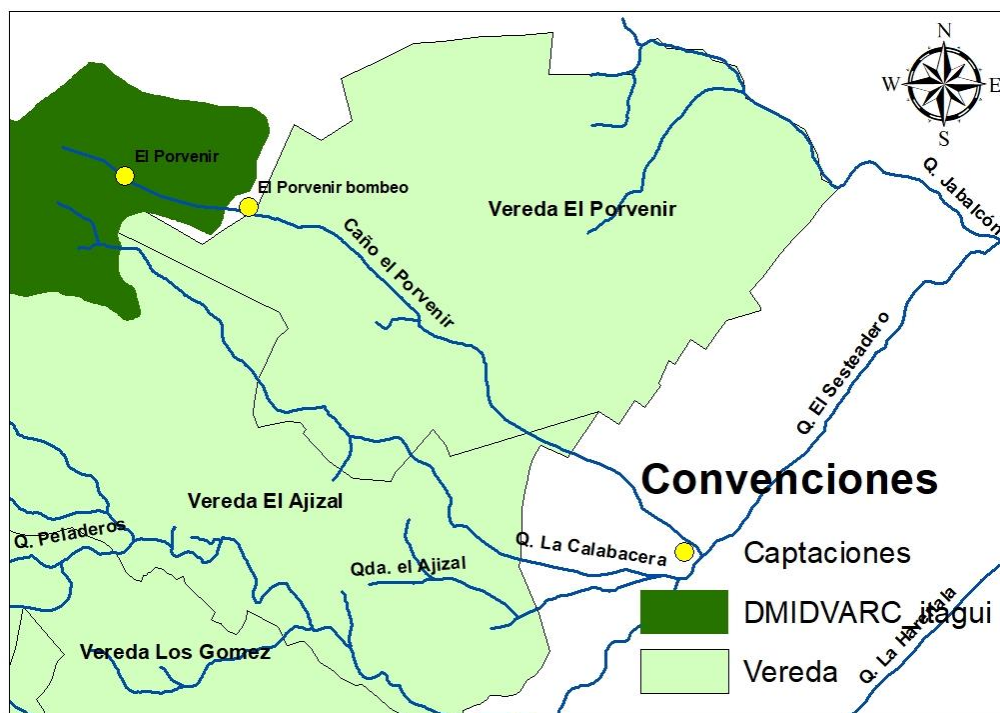 N
W E
S
El Porvenir
El Porvenir bombeo
Vereda El Porvenir
Q. Jabalcón
Caño el Porvenir
Q. El Sesteadero
Convenciones
Vereda El Ajizal
Q. Peladeros
Q. La Calabacera
Captaciones
Qda. el Ajizal
DMIDVARC_itagui
Vereda Los Gomez
Vereda
Q. La